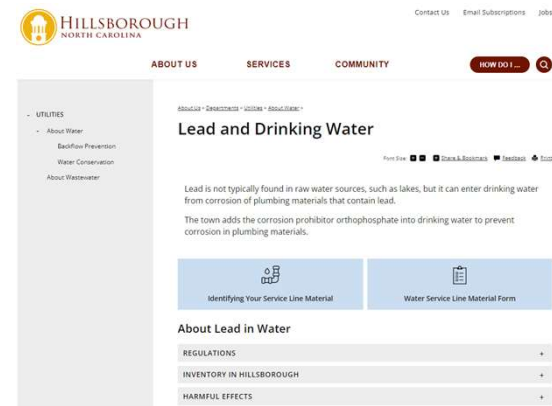 Contact Us Email Subscriptions Jobs
HILLSBOROUGH
NORTH CAROLINA
ABOUT US SERVICES COMMUNITY HOW DO I ...
- UTILITIES
- About Water
Backflow Prevention
Water Conservation
About Wastewater
About Us » Departments » Utilities » About Water »
Lead and Drinking Water
Font Size: + - + Share & Bookmark Feedback Print
Lead is not typically found in raw water sources, such as lakes, but it can enter drinking water
from corrosion of plumbing materials that contain lead.
The town adds the corrosion prohibitor orthophosphate into drinking water to prevent
corrosion in plumbing materials.
Identifying Your Service Line Material
Water Service Line Material Form
About Lead in Water
REGULATIONS +
INVENTORY IN HILLSBOROUGH +
HARMFUL EFFECTS +